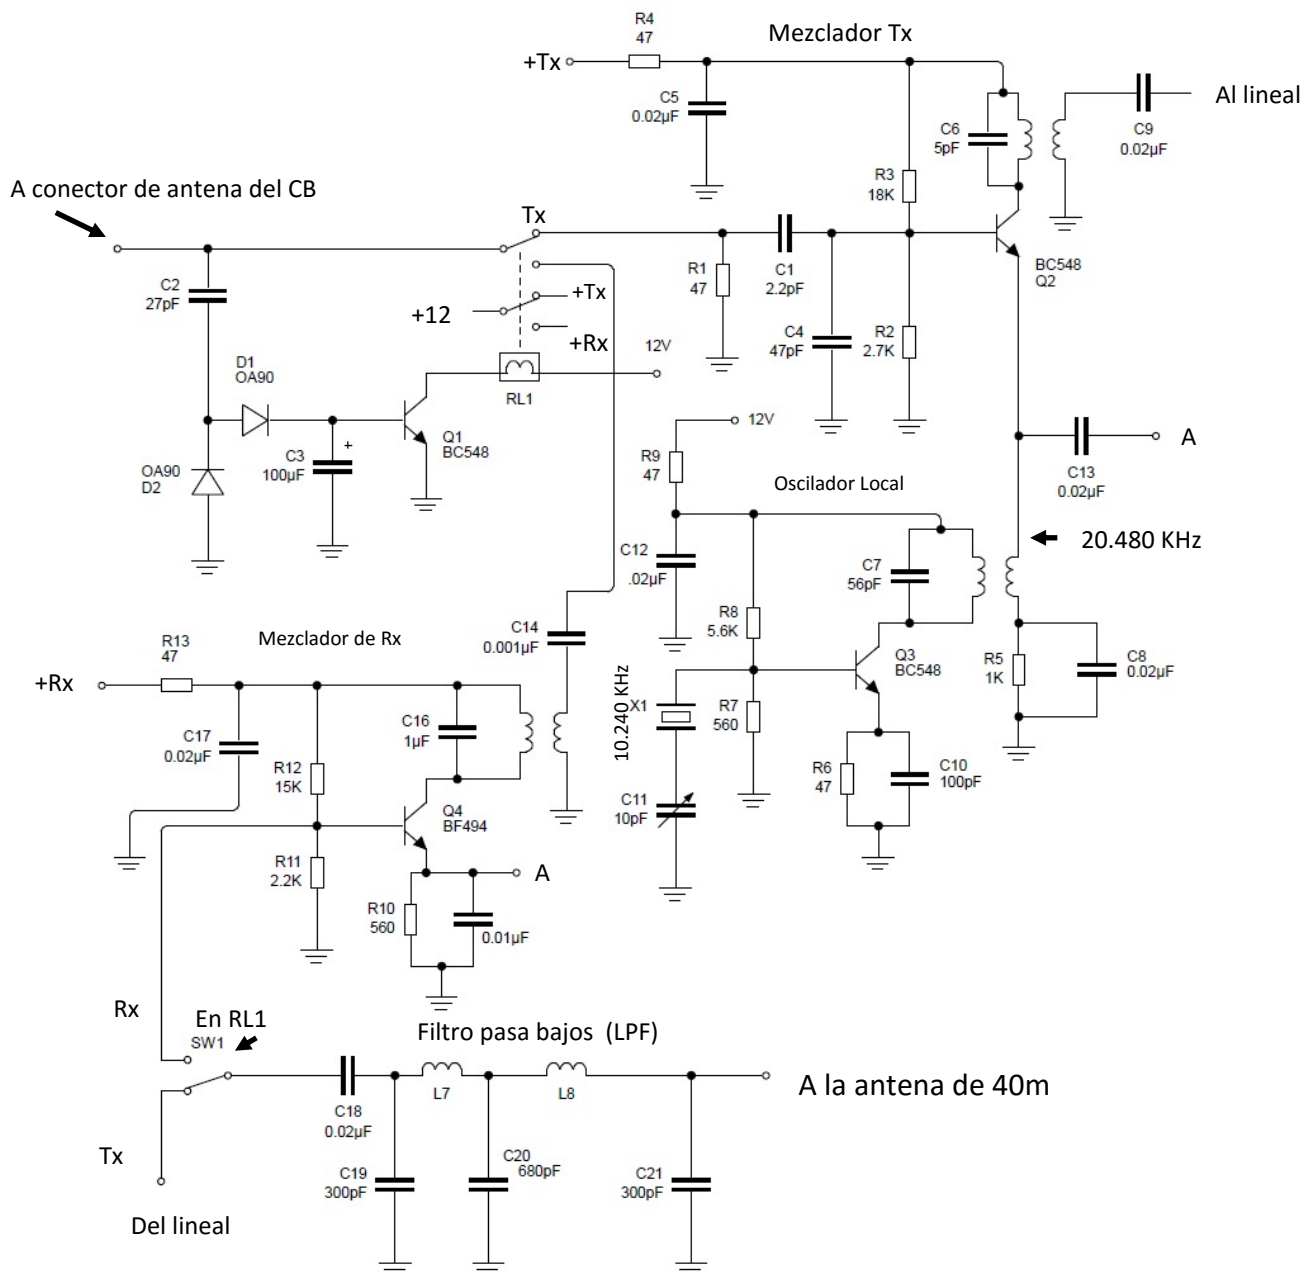 R4
47
Mezclador Tx
+Tx
C5
0.02µF
C6
5pF
Al lineal
C9
0.02µF
R3
18K
A conector de antena del CB
Tx
C2
27pF
R1
47
C1
2.2pF
BC548
Q2
+12
+Tx
+Rx
12V
C4
47pF
R2
2.7K
D1
OA90
RL1
Q1
BC548
C3
100µF
+
OA90
D2
12V
R9
47
Oscilador Local
A
C13
0.02µF
20.480 KHz
C12
.02µF
C7
56pF
R8
5.6K
Mezclador de Rx
C14
0.001µF
R13
47
+Rx
Q3
BC548
R5
1K
C8
0.02µF
10.240 KHz
X1
R7
560
C16
1µF
C17
0.02µF
R12
15K
R6
47
C10
100pF
C11
10pF
Q4
BF494
R11
2.2K
A
R10
560
0.01µF
Rx
En RL1
SW1
Filtro pasa bajos (LPF)
L7
L8
A la antena de 40m
C18
0.02µF
Tx
C19
300pF
C20
680pF
C21
300pF
Del lineal